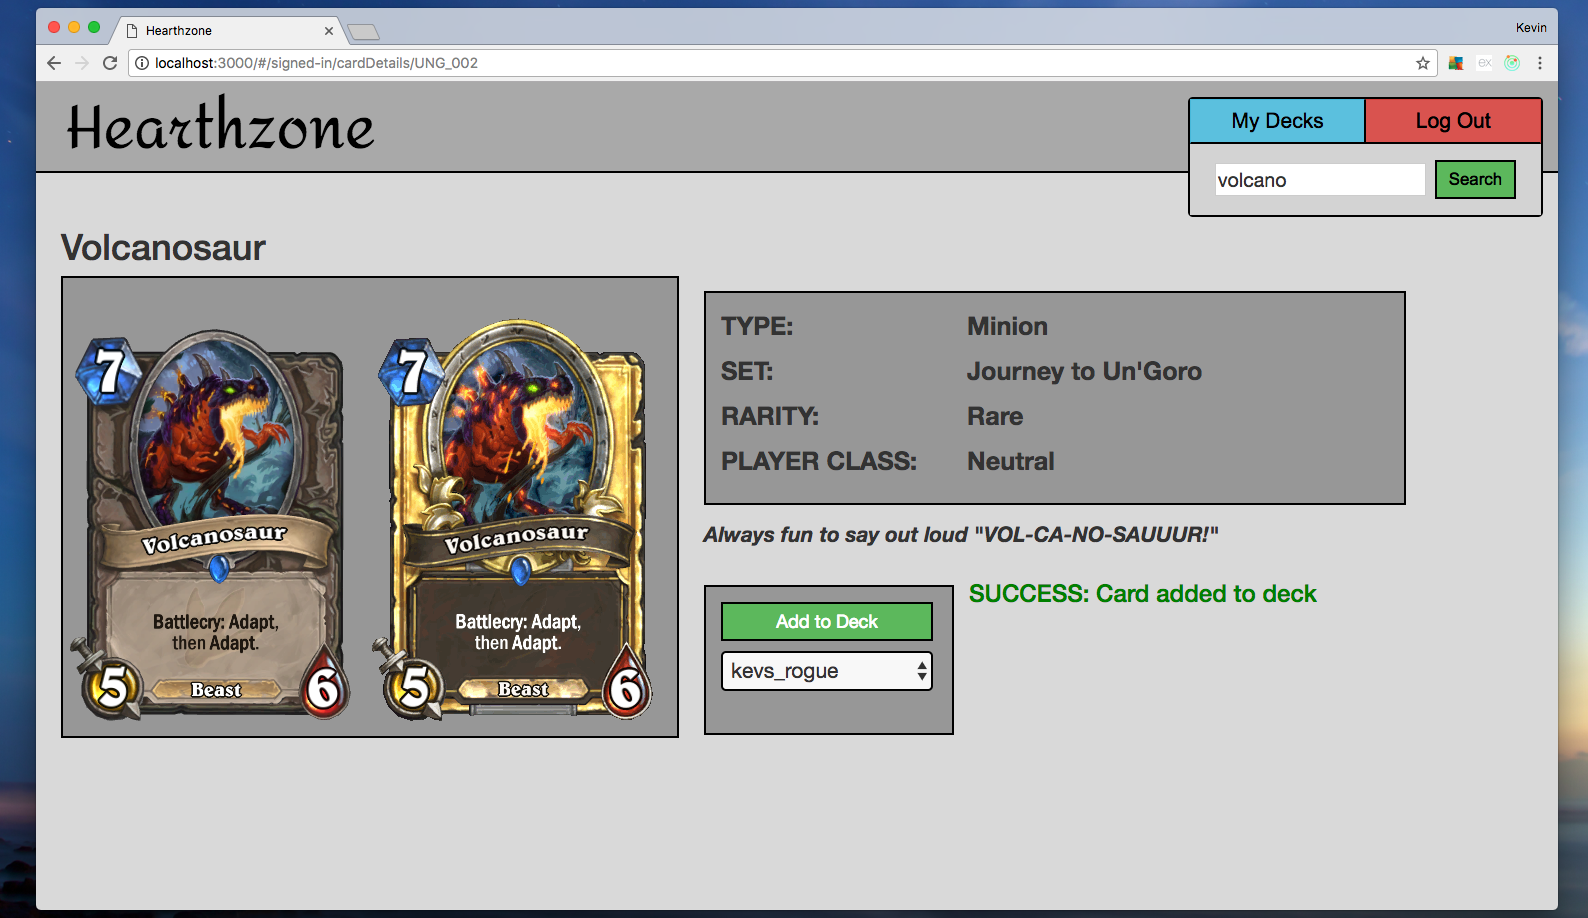 Hearthzone
Kevin
localhost:3000/#/signed-in/cardDetails/UNG_002
ex
Hearthzone
My Decks
Log Out
volcano
Search
Volcanosaur
7
Volcanosaur
Battlecry: Adapt,
then Adapt.
5
Beast
6
7
Volcanosaur
Battlecry: Adapt,
then Adapt.
5
Beast
6
TYPE: Minion
SET: Journey to Un'Goro
RARITY: Rare
PLAYER CLASS: Neutral
Always fun to say out loud "VOL-CA-NO-SAUUUR!"
Add to Deck
kevs_rogue
SUCCESS: Card added to deck